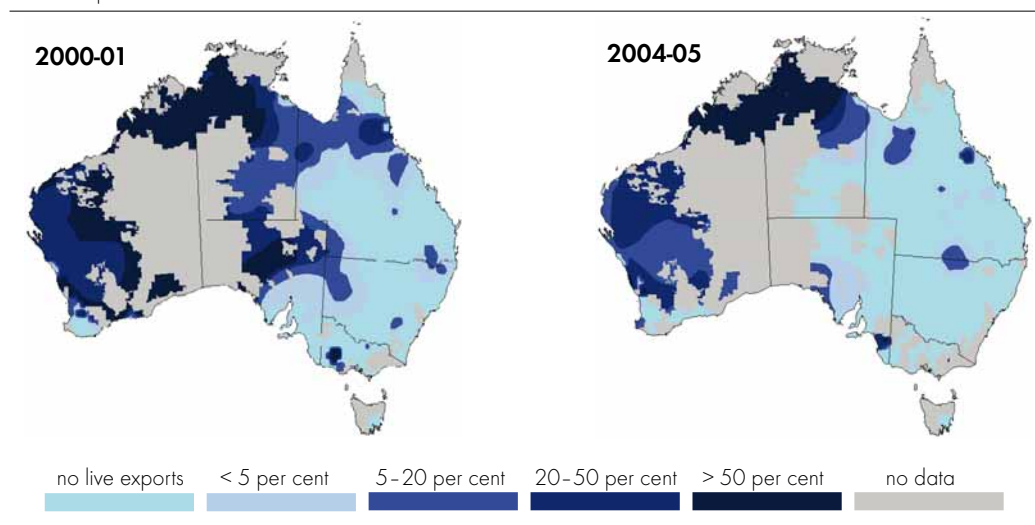 2000-01
2004-05
no live exports
< 5 per cent
5–20 per cent
20–50 per cent
> 50 per cent
no data